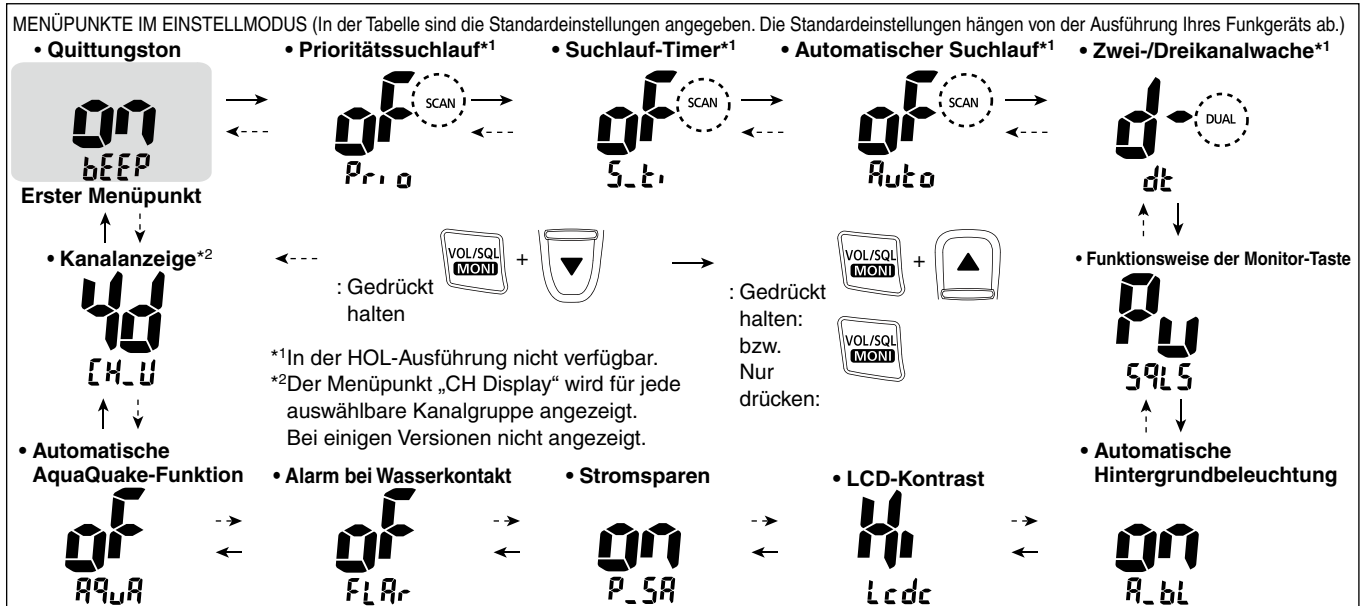 MENÜPUNKTE IM EINSTELLMODUS (In der Tabelle sind die Standardeinstellungen angegeben. Die Standardeinstellungen hängen von der Ausführung Ihres Funkgeräts ab.)
• Quittungston
on
bEEP
Erster Menüpunkt
• Prioritätssuchlauf*1
oF
SCAN
Prio
• Suchlauf-Timer*1
oF
SCAN
S_ti
• Automatischer Suchlauf*1
oF
SCAN
Auto
• Zwei-/Dreikanalwache*1
d-
DUAL
dt
• Kanalanzeige*2
4d
CH_U
VOL/SQL
MONI
+
▼
: Gedrückt
halten
VOL/SQL
MONI
+
▲
: Gedrückt
halten:
bzw.
Nur
drücken:
VOL/SQL
MONI
• Funktionsweise der Monitor-Taste
Pu
SQLS
*1In der HOL-Ausführung nicht verfügbar.
*2Der Menüpunkt „CH Display“ wird für jede
auswählbare Kanalgruppe angezeigt.
Bei einigen Versionen nicht angezeigt.
• Automatische
AquaQuake-Funktion
oF
AquA
• Alarm bei Wasserkontakt
oF
FLAr
• Stromsparen
on
P_SA
• LCD-Kontrast
Hi
Lcdc
• Automatische
Hintergrundbeleuchtung
on
A_bL